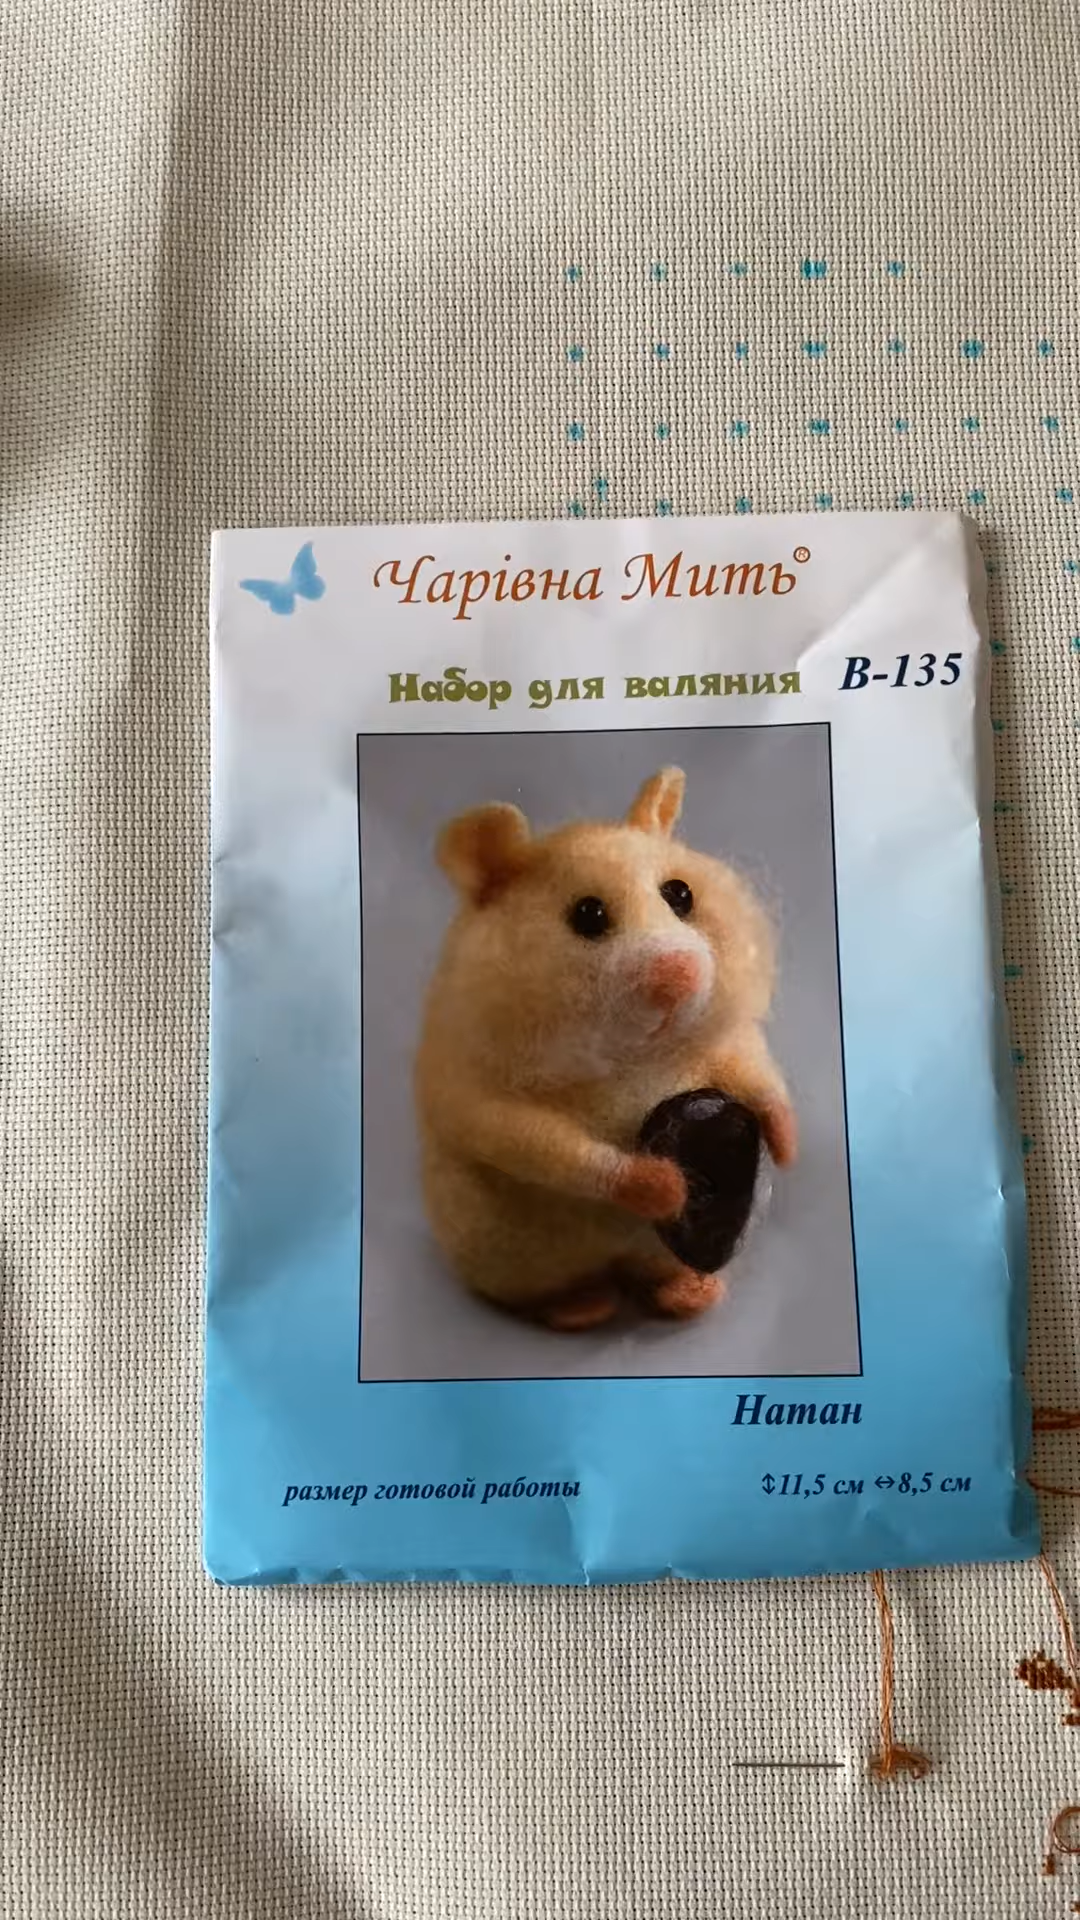 Чарівна Мить®
Набор для валяния
В-135
Натан
размер готовой работы ↕11,5 см ↔8,5 см